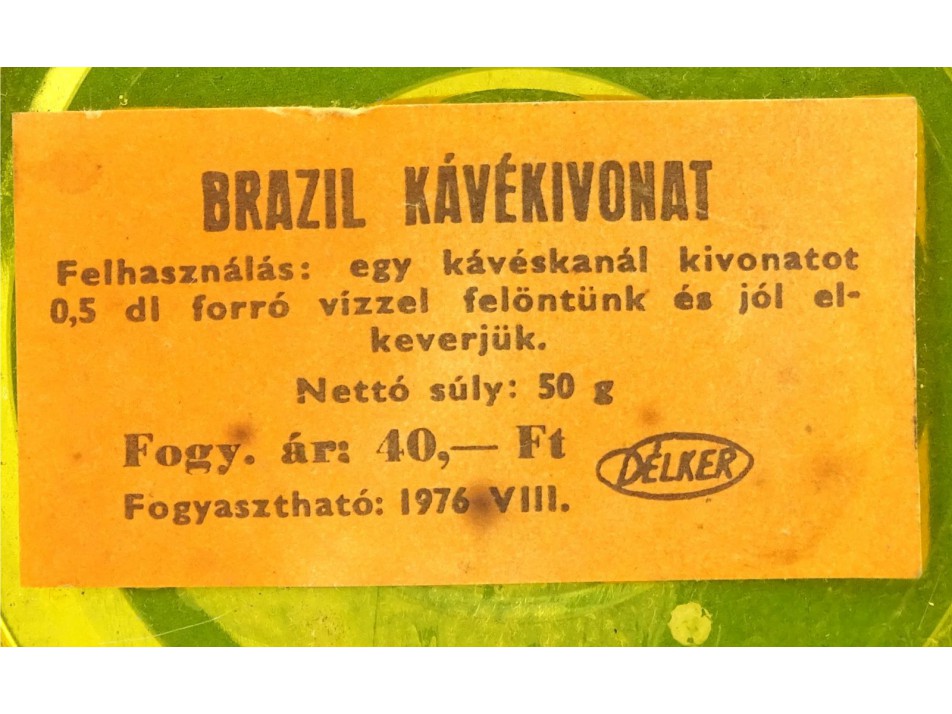 BRAZIL KÁVÉKIVONAT
Felhasználás: egy kávéskanál kivonatot
0,5 dl forró vízzel felöntünk és jól el-
keverjük.
Nettó súly: 50 g
Fogy. ár: 40,— Ft
DÉLKER
Fogyasztható: 1976 VIII.